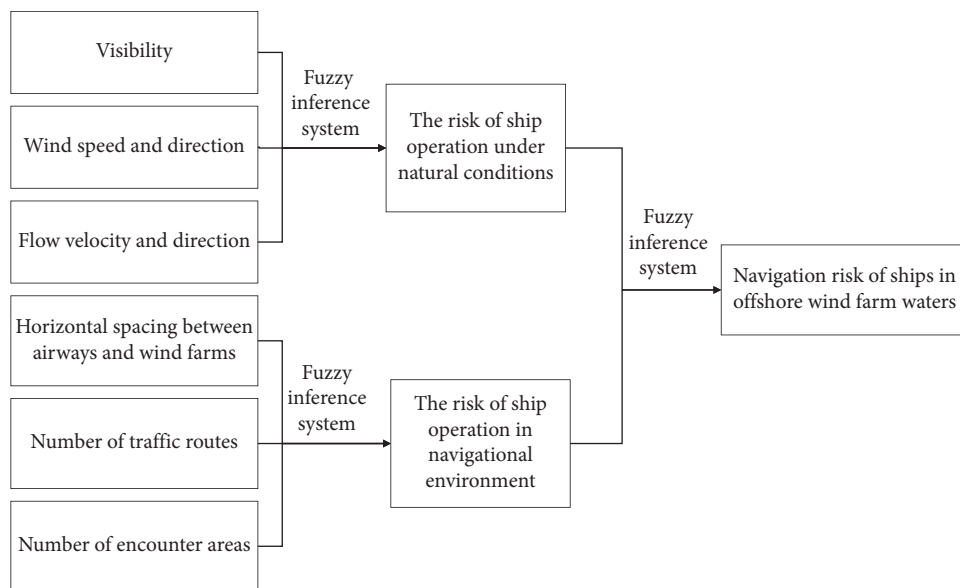 Visibility
Wind speed and direction
Flow velocity and direction
Fuzzy
inference
system
The risk of ship
operation under
natural conditions
Horizontal spacing between
airways and wind farms
Number of traffic routes
Number of encounter areas
Fuzzy
inference
system
The risk of ship
operation in
navigational
environment
Fuzzy
inference
system
Navigation risk of ships in
offshore wind farm waters